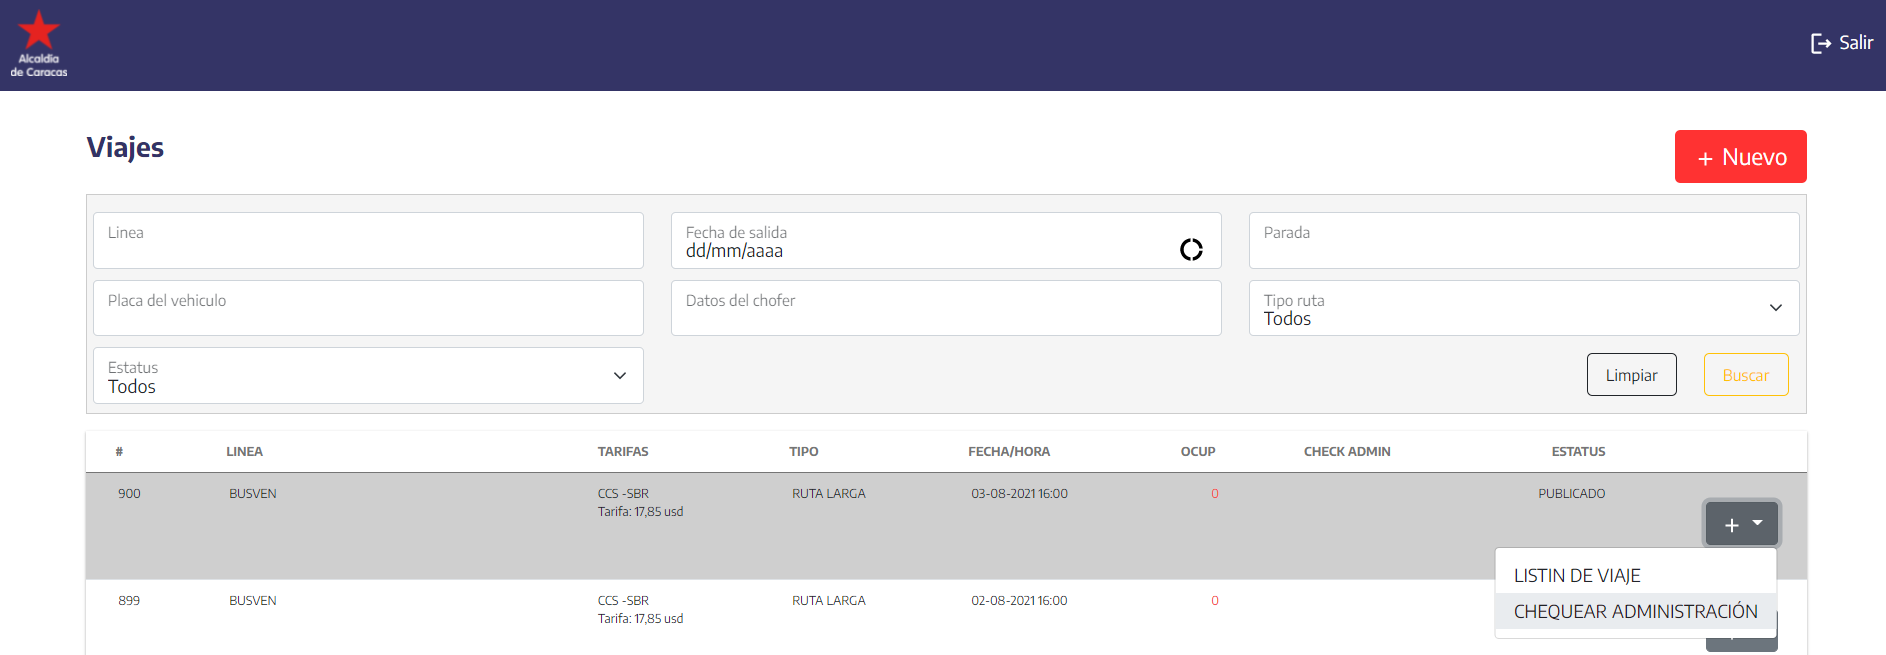 Alcaldía
de Caracas
Salir
Viajes
+ Nuevo
Linea
Fecha de salida
dd/mm/aaaa
Parada
Placa del vehiculo
Datos del chofer
Tipo ruta
Todos
Estatus
Todos
Limpiar
Buscar
# LINEA TARIFAS TIPO FECHA/HORA OCUP CHECK ADMIN ESTATUS
900 BUSVEN CCS -SBR RUTA LARGA 03-08-2021 16:00 0 PUBLICADO
Tarifa: 17,85 usd
+
LISTIN DE VIAJE
CHEQUEAR ADMINISTRACIÓN
899 BUSVEN CCS -SBR RUTA LARGA 02-08-2021 16:00 0
Tarifa: 17,85 usd